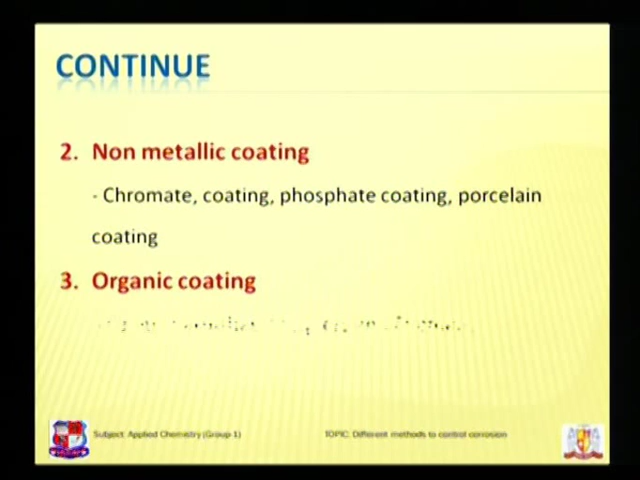 CONTINUE
2. Non metallic coating
- Chromate, coating, phosphate coating, porcelain
coating
3. Organic coating
Subject: Applied Chemistry (Group 1)
TOPIC: Different methods to control corrosion